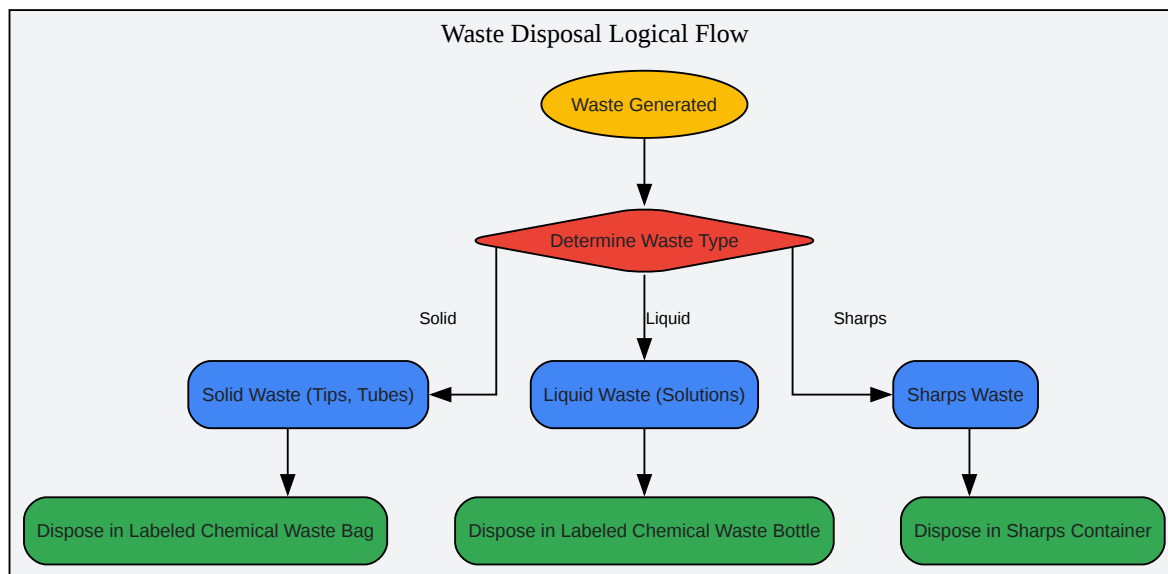 Waste Disposal Logical Flow
Waste Generated
Determine Waste Type
Solid
Liquid
Sharps
Solid Waste (Tips, Tubes)
Liquid Waste (Solutions)
Sharps Waste
Dispose in Labeled Chemical Waste Bag
Dispose in Labeled Chemical Waste Bottle
Dispose in Sharps Container